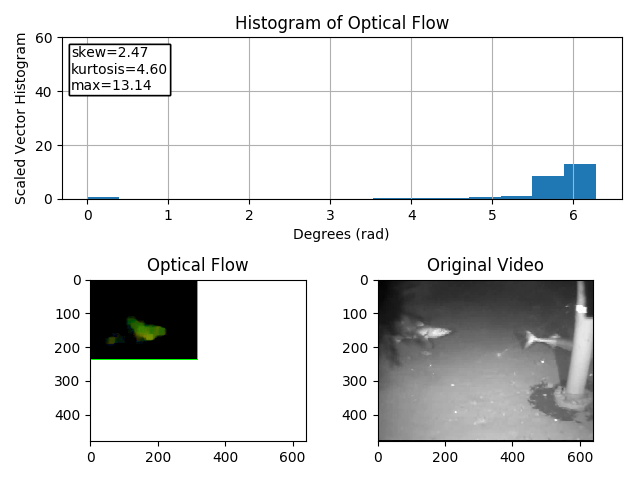 Histogram of Optical Flow
Scaled Vector Histogram
60
40
20
0
skew=2.47
kurtosis=4.60
max=13.14
0 1 2 3 4 5 6
Degrees (rad)
Optical Flow
0
100
200
300
400
0 200 400 600
Original Video
0
100
200
300
400
0 200 400 600